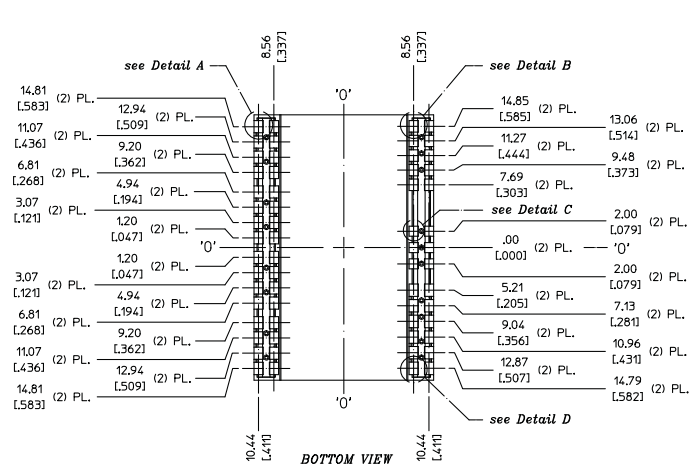 8.56
[.337]
8.56
[.337]
see Detail A
see Detail B
'0'
14.81
[.583] (2) PL.
12.94
[.509] (2) PL.
11.07
[.436] (2) PL.
9.20
[.362] (2) PL.
6.81
[.268] (2) PL.
4.94
[.194] (2) PL.
3.07
[.121] (2) PL.
1.20
[.047] (2) PL.
'0'
1.20
[.047] (2) PL.
3.07
[.121] (2) PL.
4.94
[.194] (2) PL.
6.81
[.268] (2) PL.
9.20
[.362] (2) PL.
11.07
[.436] (2) PL.
12.94
[.509] (2) PL.
14.81
[.583] (2) PL.
14.85
[.585] (2) PL.
13.06
[.514] (2) PL.
11.27
[.444] (2) PL.
9.48
[.373] (2) PL.
7.69
[.303] (2) PL.
see Detail C
2.00
[.079] (2) PL.
.00
[.000] (2) PL.
'0'
2.00
[.079] (2) PL.
5.21
[.205] (2) PL.
7.13
[.281] (2) PL.
9.04
[.356] (2) PL.
10.96
[.431] (2) PL.
12.87
[.507] (2) PL.
14.79
[.582] (2) PL.
'0'
see Detail D
10.44
[.411]
10.44
[.411]
BOTTOM VIEW